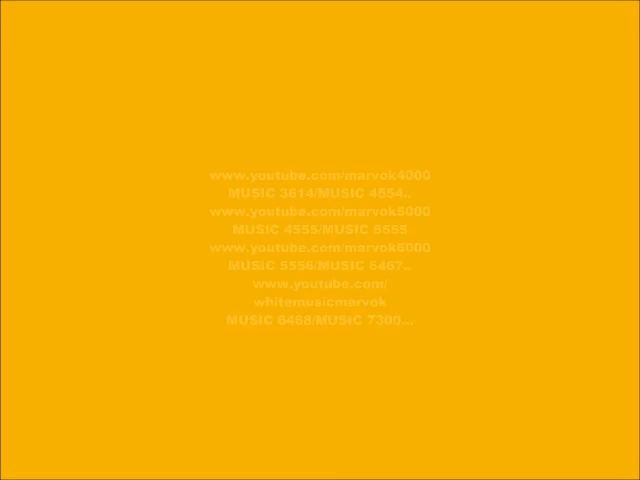 www.youtube.com/marvok4000
MUSIC 3614/MUSIC 4554..
www.youtube.com/marvok5000
MUSIC 4555/MUSIC 5555
www.youtube.com/marvok6000
MUSIC 5556/MUSIC 6467..
www.youtube.com/
whitemusicmarvok
MUSIC 6468/MUSIC 7300...